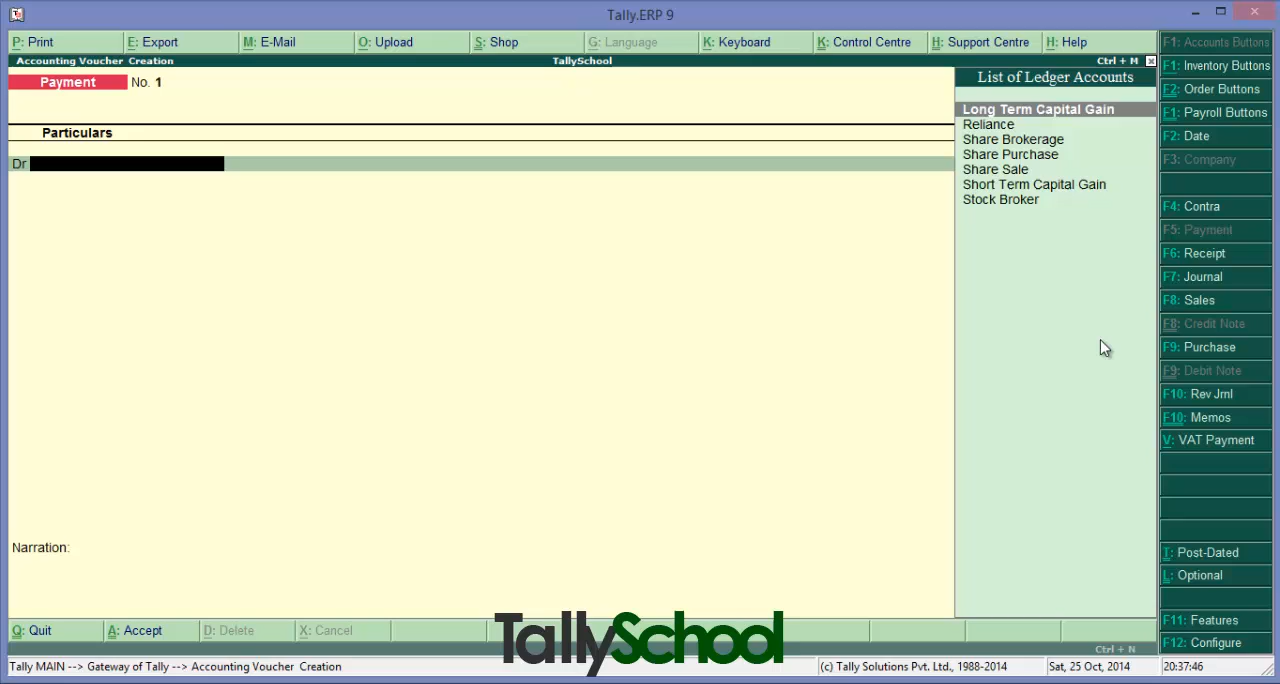 Tally.ERP 9
P: Print
E: Export
M: E-Mail
O: Upload
S: Shop
G: Language
K: Keyboard
K: Control Centre
H: Support Centre
H: Help
Accounting Voucher Creation
TallySchool
Ctrl + M
Payment No. 1
Particulars
Dr
Narration:
List of Ledger Accounts
Long Term Capital Gain
Reliance
Share Brokerage
Share Purchase
Share Sale
Short Term Capital Gain
Stock Broker
F1: Accounts Buttons
F1: Inventory Buttons
F2: Order Buttons
F1: Payroll Buttons
F2: Date
F3: Company
F4: Contra
F5: Payment
F6: Receipt
F7: Journal
F8: Sales
F8: Credit Note
F9: Purchase
F9: Debit Note
F10: Rev Jrnl
F10: Memos
V: VAT Payment
T: Post-Dated
L: Optional
F11: Features
F12: Configure
Q: Quit
A: Accept
D: Delete
X: Cancel
TallySchool
Ctrl + N
Tally MAIN --> Gateway of Tally --> Accounting Voucher Creation
(c) Tally Solutions Pvt. Ltd., 1988-2014
Sat, 25 Oct, 2014
20:37:46